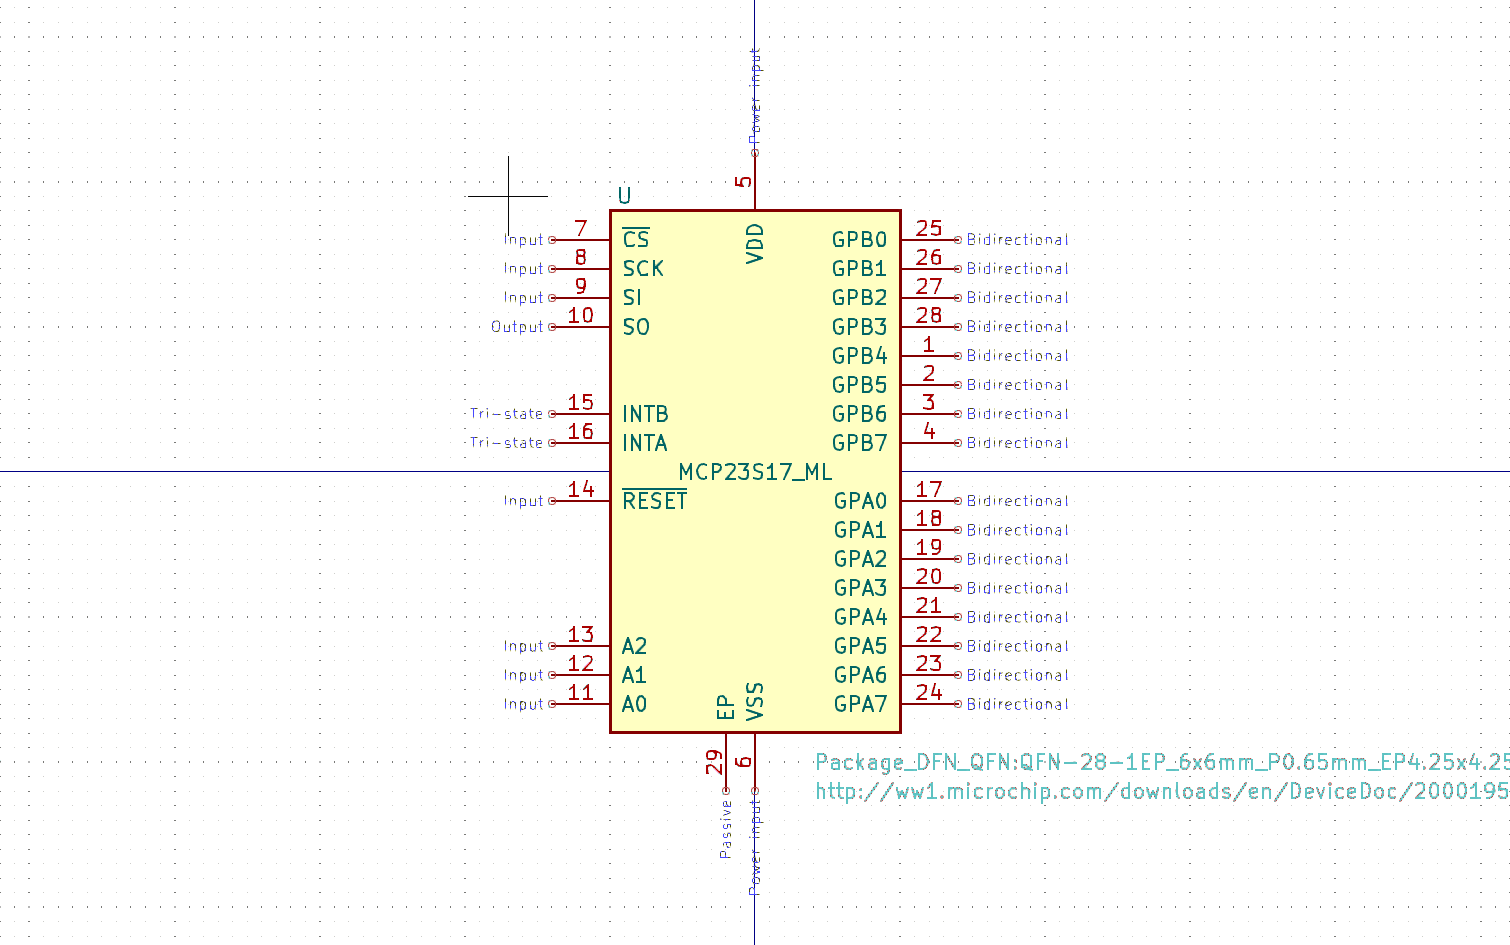 Power input
5
U
Input 7 CS VDD GPB0 25 Bidirectional
Input 8 SCK GPB1 26 Bidirectional
Input 9 SI GPB2 27 Bidirectional
Output 10 SO GPB3 28 Bidirectional
GPB4 1 Bidirectional
GPB5 2 Bidirectional
Tri-state 15 INTB GPB6 3 Bidirectional
Tri-state 16 INTA GPB7 4 Bidirectional
MCP23S17_ML
Input 14 RESET GPA0 17 Bidirectional
GPA1 18 Bidirectional
GPA2 19 Bidirectional
GPA3 20 Bidirectional
GPA4 21 Bidirectional
Input 13 A2 GPA5 22 Bidirectional
Input 12 A1 GPA6 23 Bidirectional
Input 11 A0 EP VSS GPA7 24 Bidirectional
29 6
Package_DFN_QFN:QFN-28-1EP_6x6mm_P0.65mm_EP4.25x4.25
http://ww1.microchip.com/downloads/en/DeviceDoc/2000195
Passive Power input